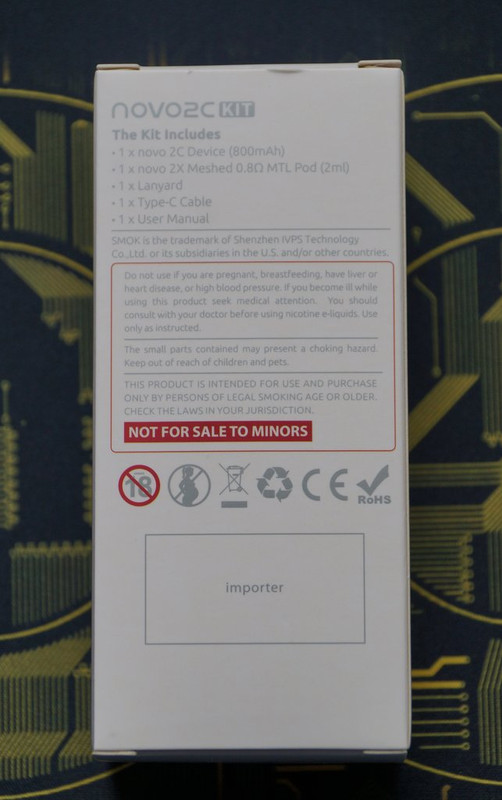 novo2C KIT
The Kit Includes
• 1 x novo 2C Device (800mAh)
• 1 x novo 2X Meshed 0.8Ω MTL Pod (2ml)
• 1 x Lanyard
• 1 x Type-C Cable
• 1 x User Manual
SMOK is the trademark of Shenzhen IVPS Technology
Co.,Ltd. or its subsidiaries in the U.S. and/or other countries.
Do not use if you are pregnant, breastfeeding, have liver or
heart disease, or high blood pressure. If you become ill while
using this product seek medical attention. You should
consult with your doctor before using nicotine e-liquids. Use
only as instructed.
The small parts contained may present a choking hazard.
Keep out of reach of children and pets.
THIS PRODUCT IS INTENDED FOR USE AND PURCHASE
ONLY BY PERSONS OF LEGAL SMOKING AGE OR OLDER.
CHECK THE LAWS IN YOUR JURISDICTION.
NOT FOR SALE TO MINORS
18 CE RoHS
importer